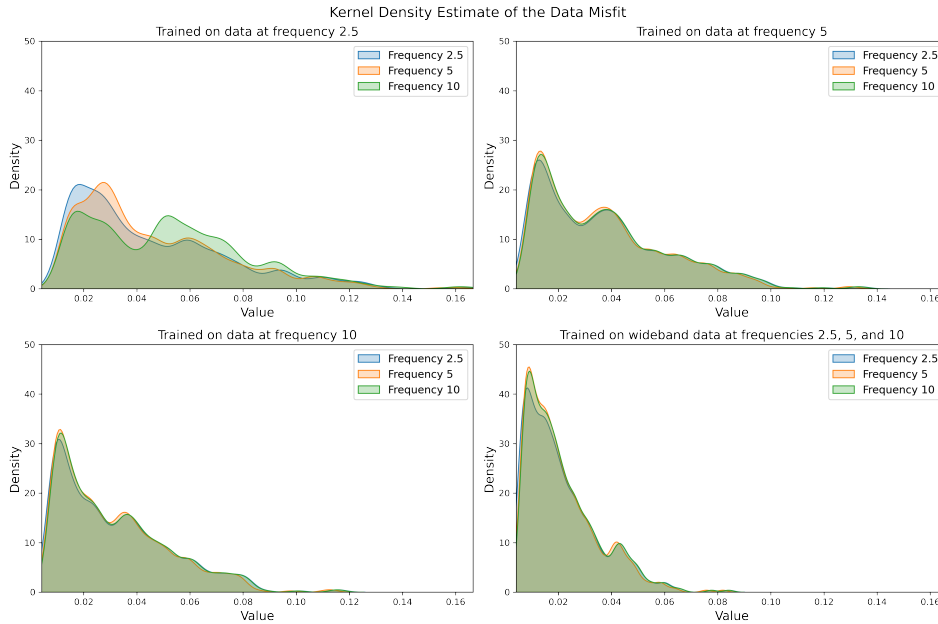 Kernel Density Estimate of the Data Misfit
Trained on data at frequency 2.5
50
40
30
20
10
0
Density
Frequency 2.5
Frequency 5
Frequency 10
0.02 0.04 0.06 0.08 0.10 0.12 0.14 0.16
Value
Trained on data at frequency 5
50
40
30
20
10
0
Density
Frequency 2.5
Frequency 5
Frequency 10
0.02 0.04 0.06 0.08 0.10 0.12 0.14 0.16
Value
Trained on data at frequency 10
50
40
30
20
10
0
Density
Frequency 2.5
Frequency 5
Frequency 10
0.02 0.04 0.06 0.08 0.10 0.12 0.14 0.16
Value
Trained on wideband data at frequencies 2.5, 5, and 10
50
40
30
20
10
0
Density
Frequency 2.5
Frequency 5
Frequency 10
0.02 0.04 0.06 0.08 0.10 0.12 0.14 0.16
Value